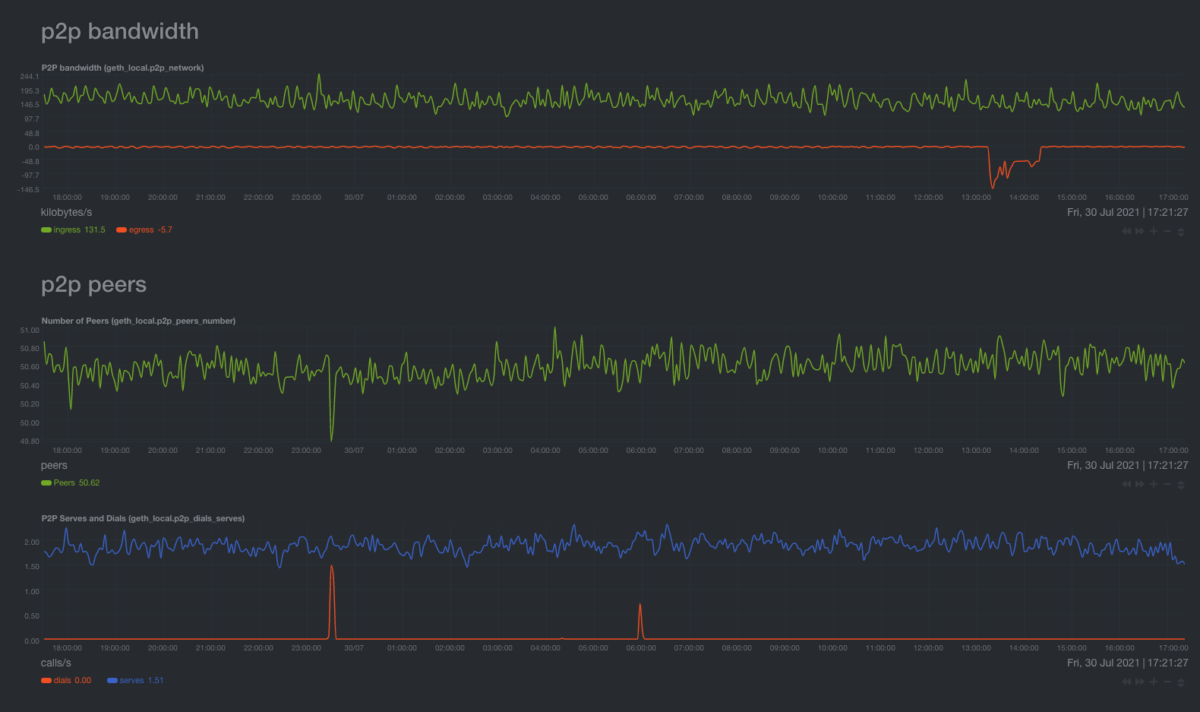 p2p bandwidth
P2P bandwidth (geth_local.p2p_network)
244.1
195.3
146.5
97.7
48.8
0.0
-48.8
-97.7
-146.5
18:00:00 19:00:00 20:00:00 21:00:00 22:00:00 23:00:00 30/07 01:00:00 02:00:00 03:00:00 04:00:00 05:00:00 06:00:00 07:00:00 08:00:00 09:00:00 10:00:00 11:00:00 12:00:00 13:00:00 14:00:00 15:00:00 16:00:00 17:00:00
kilobytes/s Fri, 30 Jul 2021 | 17:21:27
ingress 131.5 egress -5.7
p2p peers
Number of Peers (geth_local.p2p_peers_number)
51.00
50.80
50.60
50.40
50.20
50.00
49.80
18:00:00 19:00:00 20:00:00 21:00:00 22:00:00 23:00:00 30/07 01:00:00 02:00:00 03:00:00 04:00:00 05:00:00 06:00:00 07:00:00 08:00:00 09:00:00 10:00:00 11:00:00 12:00:00 13:00:00 14:00:00 15:00:00 16:00:00 17:00:00
peers Fri, 30 Jul 2021 | 17:21:27
Peers 50.62
P2P Serves and Dials (geth_local.p2p_dials_serves)
2.00
1.50
1.00
0.50
0.00
18:00:00 19:00:00 20:00:00 21:00:00 22:00:00 23:00:00 30/07 01:00:00 02:00:00 03:00:00 04:00:00 05:00:00 06:00:00 07:00:00 08:00:00 09:00:00 10:00:00 11:00:00 12:00:00 13:00:00 14:00:00 15:00:00 16:00:00 17:00:00
calls/s Fri, 30 Jul 2021 | 17:21:27
dials 0.00 serves 1.51